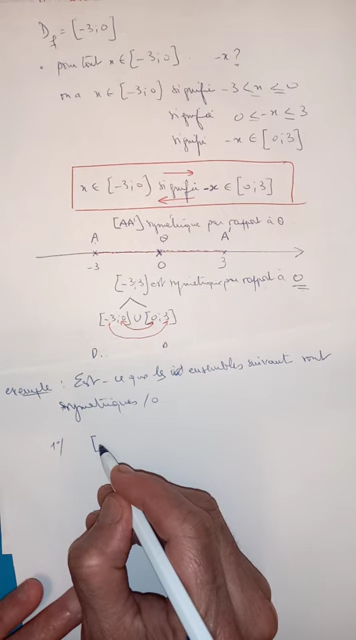 D_f = [-3;0]
• pour tout x ∈ [-3;0] -x ?
on a x ∈ [-3;0] signifie -3 ≤ x ≤ 0
signifie 0 ≤ -x ≤ 3
signifie -x ∈ [0;3]
x ∈ [-3;0] signifie -x ∈ [0;3]
[AA'] symétrique par rapport à O
A O A'
-3 0 3
[-3;3] est symétrique par rapport à 0
[-3;0] ∪ [0;3]
D..
exemple : Est-ce que les ensembles suivant sont
symétriques /0
1°/ [